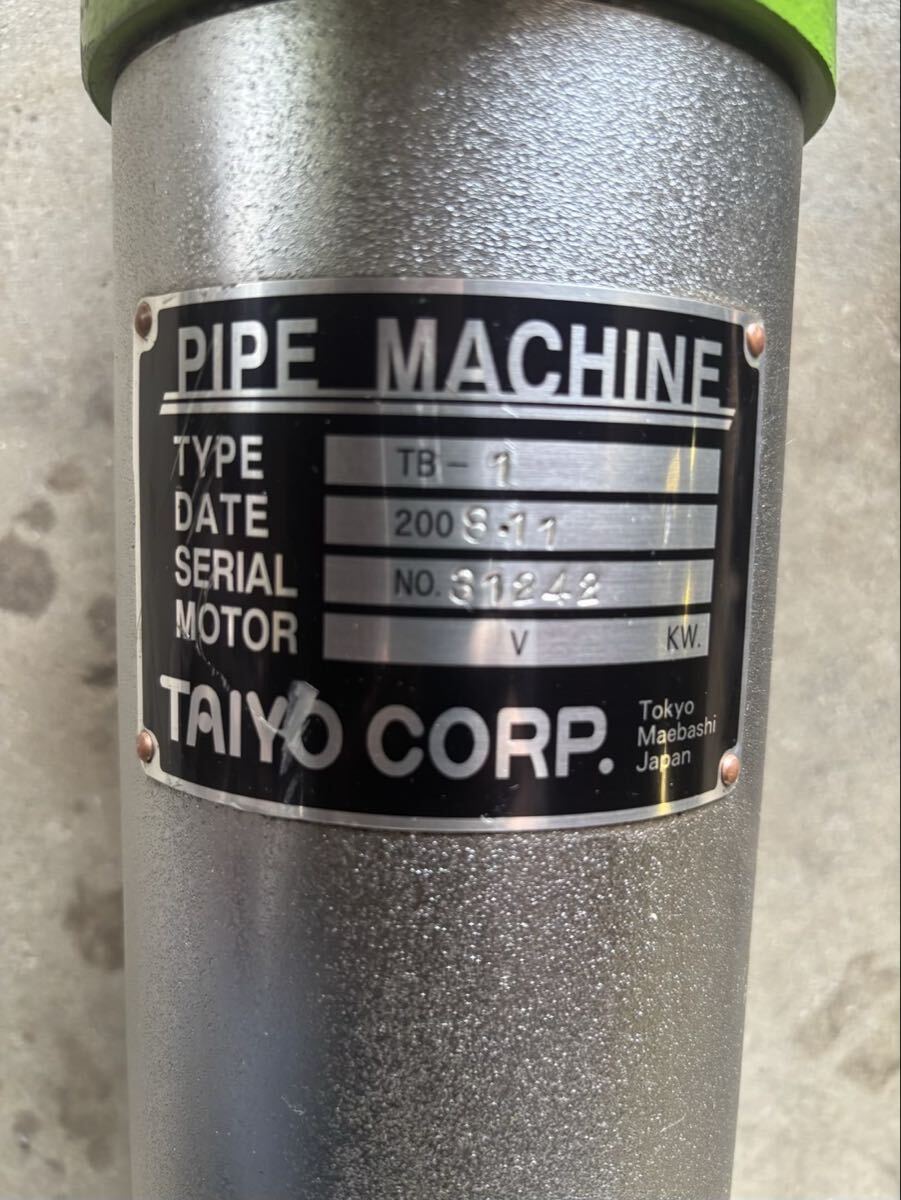 PIPE MACHINE
TYPE TB-1
DATE 2008.11
SERIAL NO. 31242
MOTOR V KW.
TAIYO CORP.
Tokyo
Maebashi
Japan